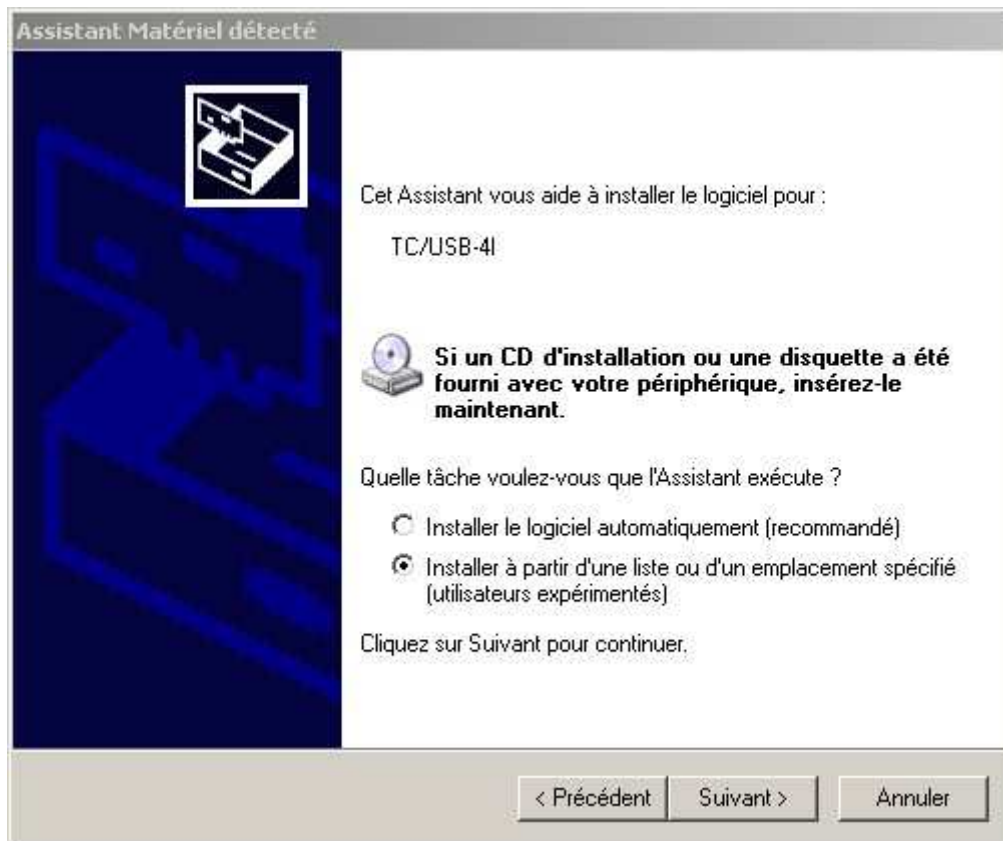 Assistant Matériel détecté
Cet Assistant vous aide à installer le logiciel pour :
TC/USB-4I
Si un CD d'installation ou une disquette a été
fourni avec votre périphérique, insérez-le
maintenant.
Quelle tâche voulez-vous que l'Assistant exécute ?
Installer le logiciel automatiquement (recommandé)
Installer à partir d'une liste ou d'un emplacement spécifié
(utilisateurs expérimentés)
Cliquez sur Suivant pour continuer.
< Précédent
Suivant >
Annuler